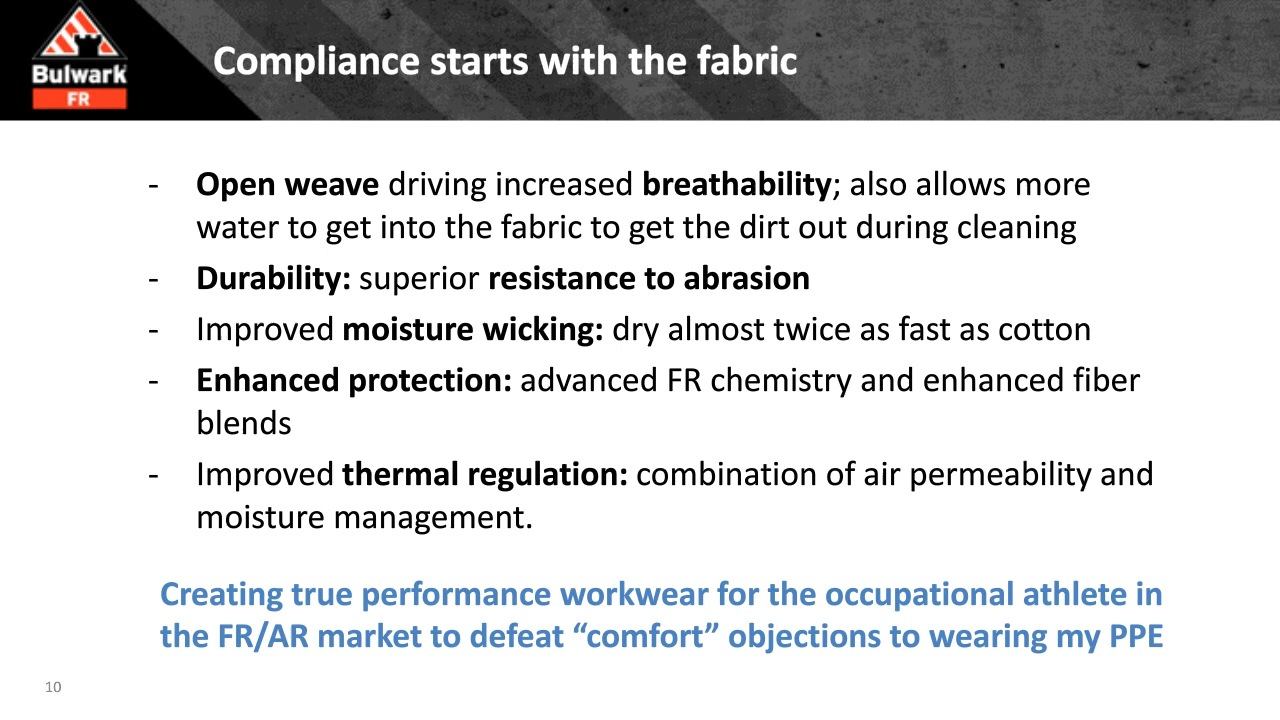 Bulwark
FR
Compliance starts with the fabric
- Open weave driving increased breathability; also allows more
water to get into the fabric to get the dirt out during cleaning
- Durability: superior resistance to abrasion
- Improved moisture wicking: dry almost twice as fast as cotton
- Enhanced protection: advanced FR chemistry and enhanced fiber
blends
- Improved thermal regulation: combination of air permeability and
moisture management.
Creating true performance workwear for the occupational athlete in
the FR/AR market to defeat “comfort” objections to wearing my PPE
10